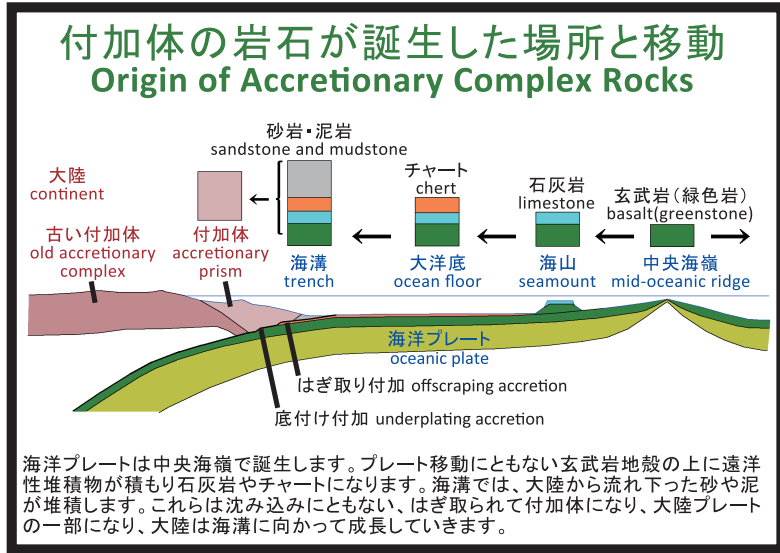 付加体の岩石が誕生した場所と移動
Origin of Accretionary Complex Rocks
砂岩・泥岩
sandstone and mudstone
チャート
chert
石灰岩
limestone
玄武岩（緑色岩）
basalt(greenstone)
大陸
continent
古い付加体
old accretionary
complex
付加体
accretionary
prism
海溝
trench
大洋底
ocean floor
海山
seamount
中央海嶺
mid-oceanic ridge
海洋プレート
oceanic plate
はぎ取り付加 offscraping accretion
底付け付加 underplating accretion
海洋プレートは中央海嶺で誕生します。プレート移動にともない玄武岩地殻の上に遠洋
性堆積物が積もり石灰岩やチャートになります。海溝では、大陸から流れ下った砂や泥
が堆積します。これらは沈み込みにともない、はぎ取られて付加体になり、大陸プレート
の一部になり、大陸は海溝に向かって成長していきます。